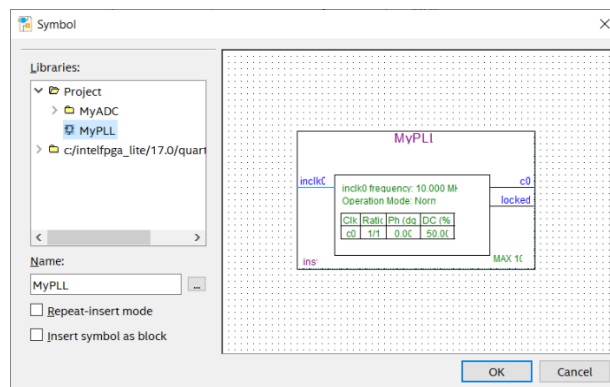 Symbol
Libraries:
Project
MyADC
MyPLL
c:/intelfpga_lite/17.0/quart
Name:
MyPLL
...
Repeat-insert mode
Insert symbol as block
MyPLL
inclk0
c0
locked
inclk0 frequency: 10.000 MH
Operation Mode: Norn
Clk Ratic Ph (dg DC (%
c0 1/1 0.00 50.00
inst
MAX 10
OK
Cancel